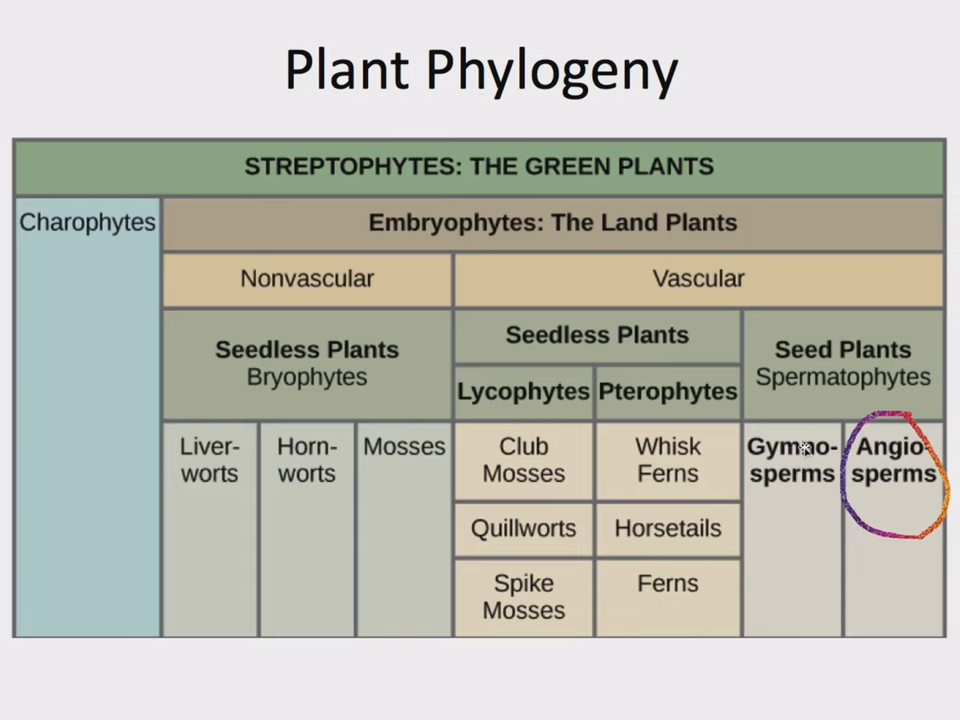 Plant Phylogeny
STREPTOPHYTES: THE GREEN PLANTS
Charophytes
Embryophytes: The Land Plants
Nonvascular
Vascular
Seedless Plants
Bryophytes
Seedless Plants
Lycophytes
Pterophytes
Seed Plants
Spermatophytes
Liver-
worts
Horn-
worts
Mosses
Club
Mosses
Quillworts
Spike
Mosses
Whisk
Ferns
Horsetails
Ferns
Gymno-
sperms
Angio-
sperms